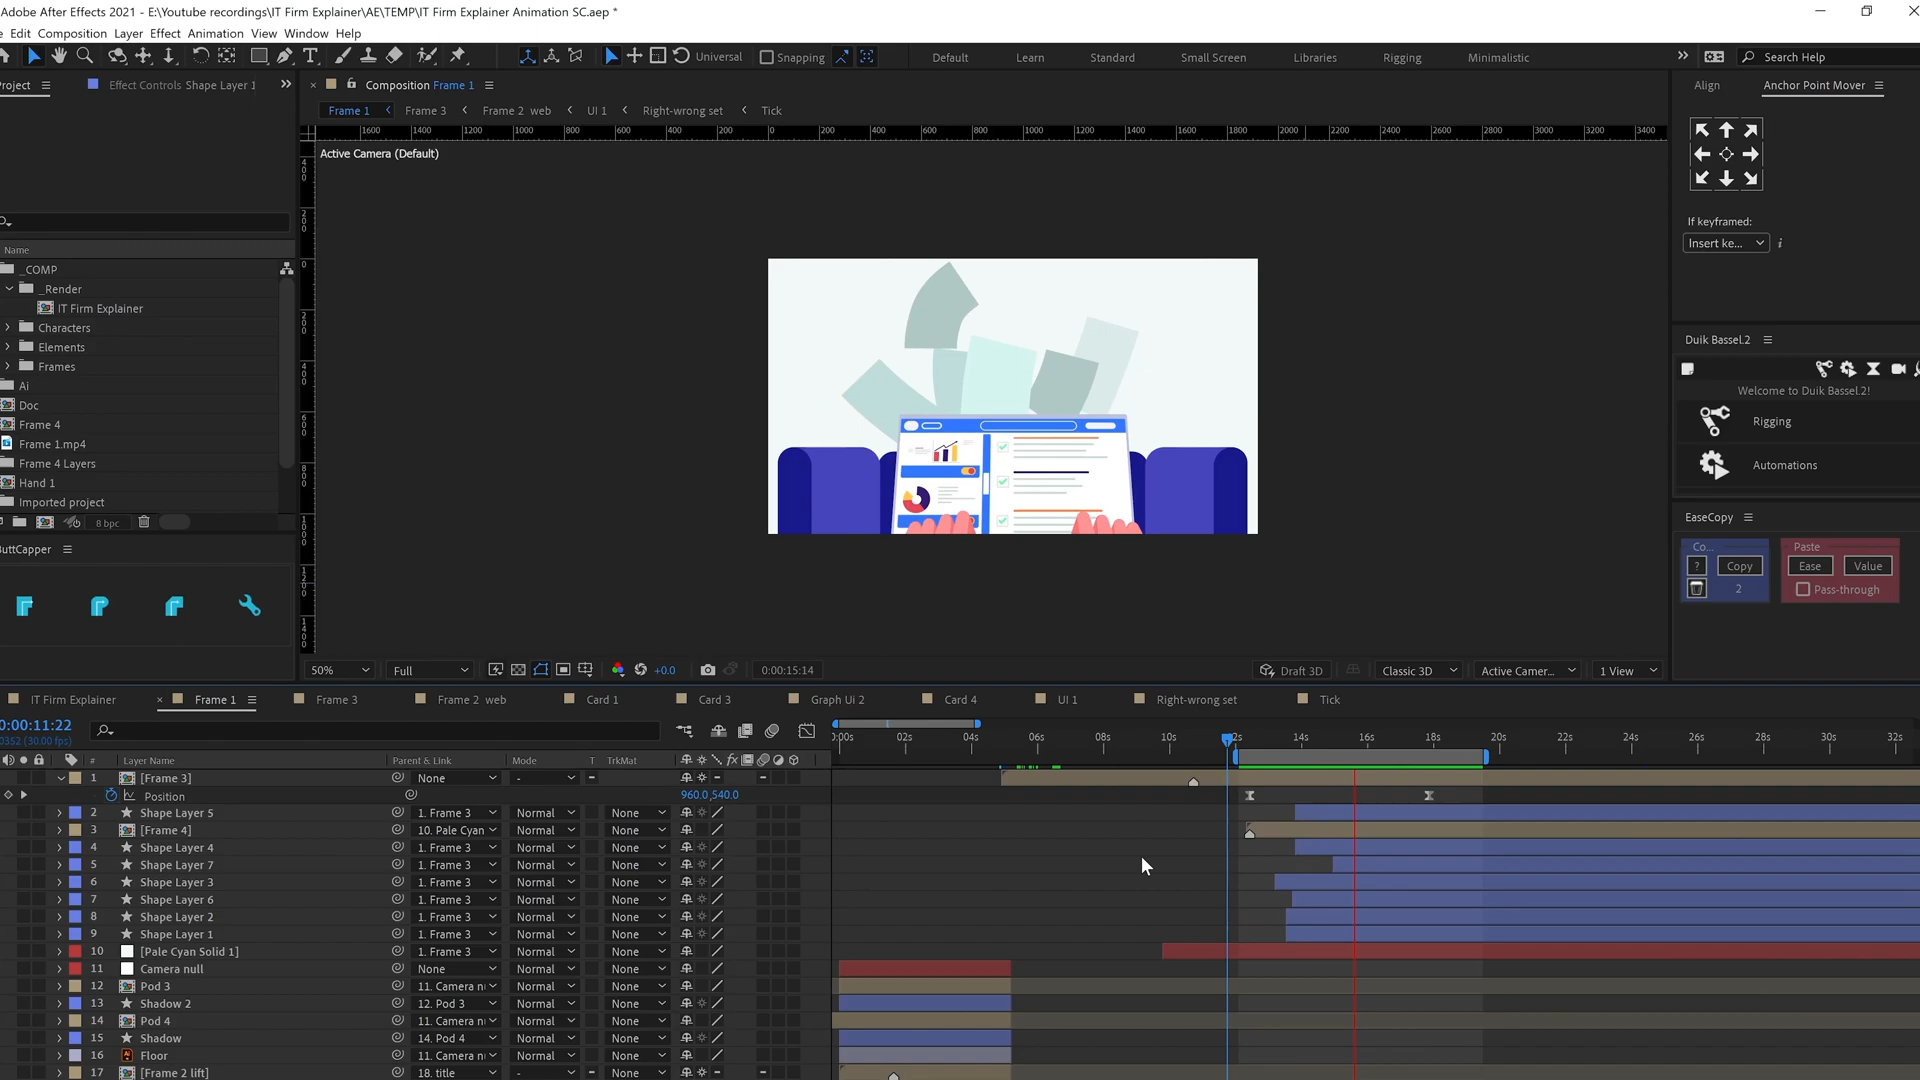 Adobe After Effects 2021 - E:\Youtube recordings\IT Firm Explainer\AE\TEMP\IT Firm Explainer Animation SC.aep *
Edit Composition Layer Effect Animation View Window Help
Universal Snapping Default Learn Standard Small Screen Libraries Rigging Minimalistic Search Help
Project Effect Controls Shape Layer 1 Composition Frame 1 Align Anchor Point Mover
Frame 1 Frame 3 Frame 2 web UI 1 Right-wrong set Tick
1600 1400 1200 1000 800 600 400 200 0 200 400 600 800 1000 1200 1400 1600 1800 2000 2200 2400 2600 2800 3000 3200 3400
Active Camera (Default)
If keyframed:
Insert ke...
Name
_COMP
_Render
IT Firm Explainer
Characters
Elements
Frames
Ai
Doc
Frame 4
Frame 1.mp4
Frame 4 Layers
Hand 1
Imported project
8 bpc
Duik Bassel.2
Welcome to Duik Bassel.2!
Rigging
Automations
EaseCopy
Co... Paste
? Copy Ease Value
2 Pass-through
ButtCapper
50% Full +0.0 0:00:15:14 Draft 3D Classic 3D Active Camer... 1 View
IT Firm Explainer Frame 1 Frame 3 Frame 2 web Card 1 Card 3 Graph Ui 2 Card 4 UI 1 Right-wrong set Tick
0:00:11:22
0352 (30.00 fps)
:00s 02s 04s 06s 08s 10s 12s 14s 16s 18s 20s 22s 24s 26s 28s 30s 32s
# Layer Name Parent & Link Mode T TrkMat
1 [Frame 3] None -
Position 960.0,540.0
2 Shape Layer 5 1. Frame 3 Normal None
3 [Frame 4] 10. Pale Cyan Normal None
4 Shape Layer 4 1. Frame 3 Normal None
5 Shape Layer 7 1. Frame 3 Normal None
6 Shape Layer 3 1. Frame 3 Normal None
7 Shape Layer 6 1. Frame 3 Normal None
8 Shape Layer 2 1. Frame 3 Normal None
9 Shape Layer 1 1. Frame 3 Normal None
10 [Pale Cyan Solid 1] 1. Frame 3 Normal None
11 Camera null None Normal None
12 Pod 3 11. Camera n Normal None
13 Shadow 2 12. Pod 3 Normal None
14 Pod 4 11. Camera n Normal None
15 Shadow 14. Pod 4 Normal None
16 Floor 11. Camera n Normal None
17 [Frame 2 lift] 18. title - None